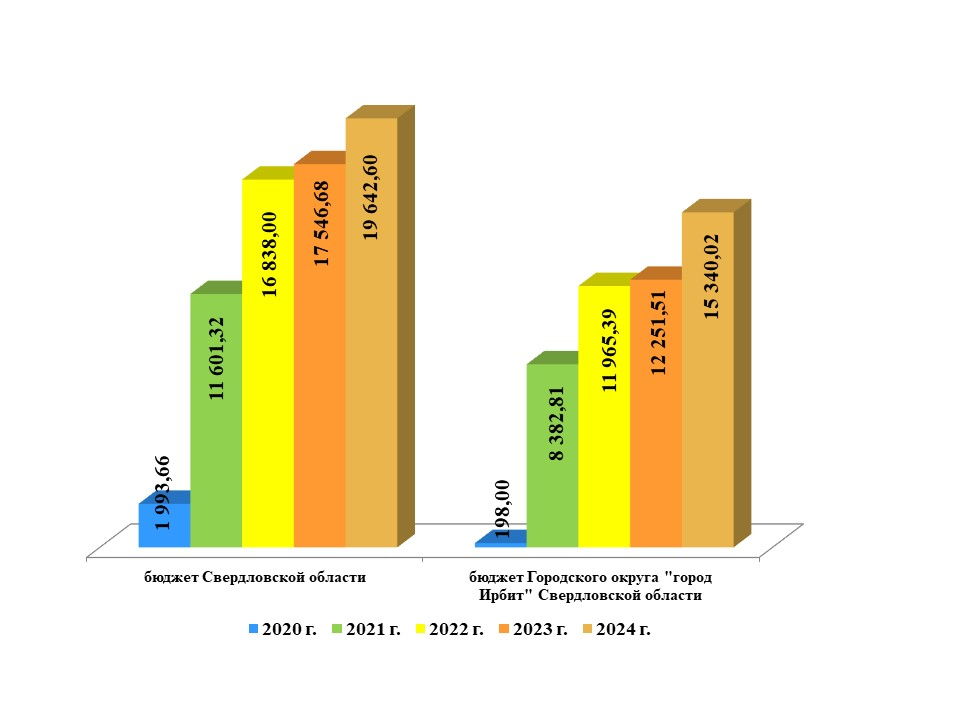 1 993,66
11 601,32
16 838,00
17 546,68
19 642,60
198,00
8 382,81
11 965,39
12 251,51
15 340,02
бюджет Свердловской области
бюджет Городского округа "город
Ирбит" Свердловской области
2020 г. 2021 г. 2022 г. 2023 г. 2024 г.